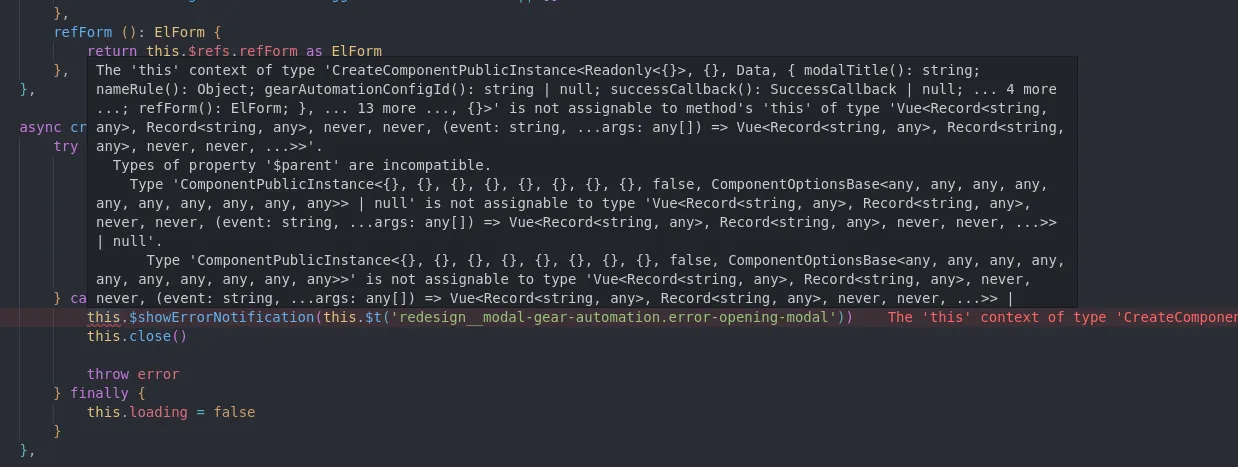 },
refForm (): ElForm {
return this.$refs.refForm as ElForm
},
},
The 'this' context of type 'CreateComponentPublicInstance<Readonly<{}>, {}, Data, { modalTitle(): string;
nameRule(): Object; gearAutomationConfigId(): string | null; successCallback(): SuccessCallback | null; ... 4 more
...; refForm(): ElForm; }, ... 13 more ..., {}>' is not assignable to method's 'this' of type 'Vue<Record<string,
any>, Record<string, any>, never, never, (event: string, ...args: any[]) => Vue<Record<string, any>, Record<string,
any>, never, never, ...>>'.
Types of property '$parent' are incompatible.
Type 'ComponentPublicInstance<{}, {}, {}, {}, {}, {}, {}, {}, false, ComponentOptionsBase<any, any, any, any,
any, any, any, any, any, any>> | null' is not assignable to type 'Vue<Record<string, any>, Record<string, any>,
never, never, (event: string, ...args: any[]) => Vue<Record<string, any>, Record<string, any>, never, never, ...>>
| null'.
Type 'ComponentPublicInstance<{}, {}, {}, {}, {}, {}, {}, {}, false, ComponentOptionsBase<any, any, any, any,
any, any, any, any, any, any>>' is not assignable to type 'Vue<Record<string, any>, Record<string, any>, never,
never, (event: string, ...args: any[]) => Vue<Record<string, any>, Record<string, any>, never, never, ...>> |
async cr
try
} ca
this.$showErrorNotification(this.$t('redesign__modal-gear-automation.error-opening-modal')) The 'this' context of type 'CreateComponen
this.close()
throw error
} finally {
this.loading = false
}
},